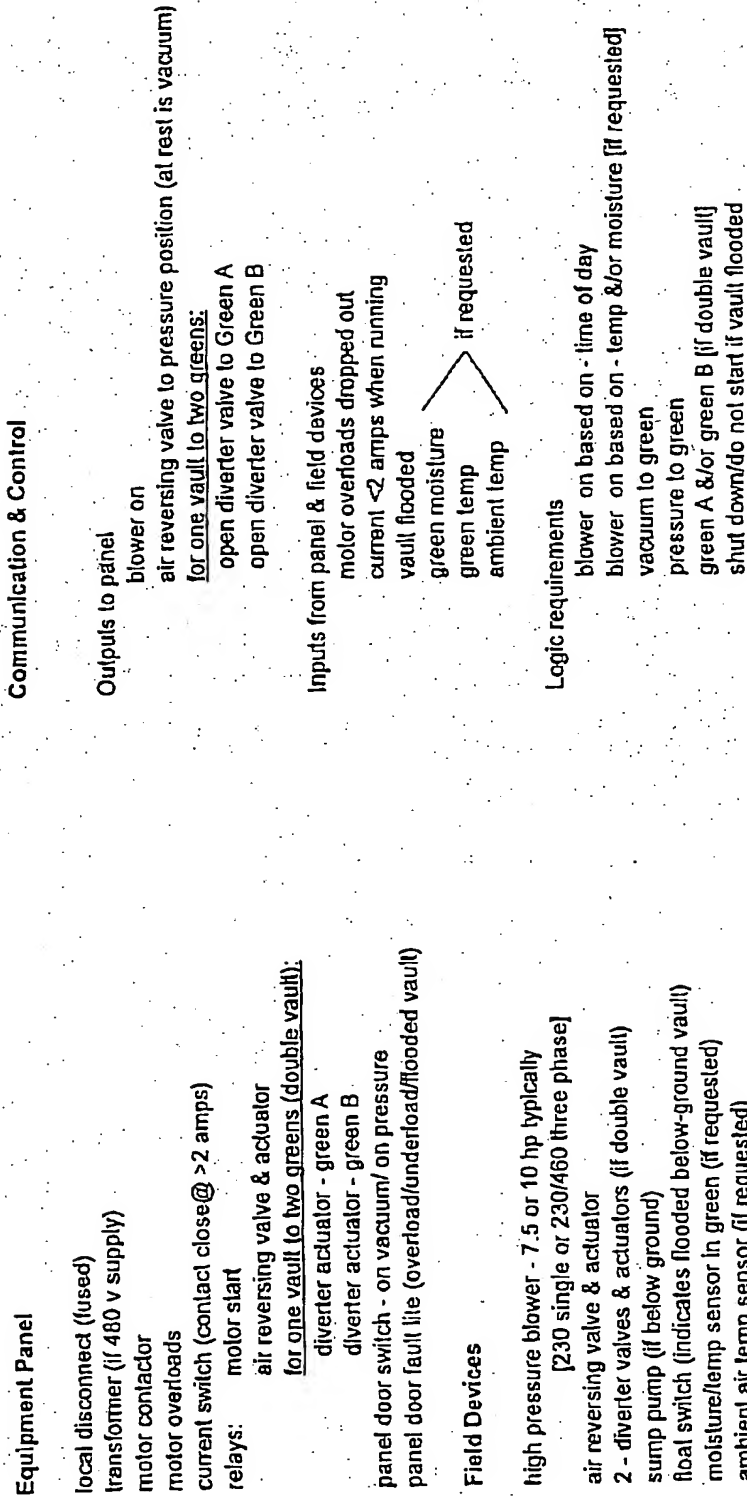 Equipment Panel
local disconnect (fused)
transformer (if 480 v supply)
motor contactor
motor overloads
current switch (contact close@ >2 amps)
relays: motor start
air reversing valve & actuator
for one vault to two greens (double vault):
diverter actuator - green A
diverter actuator - green B
panel door switch - on vacuum/ on pressure
panel door fault lite (overload/underload/flooded vault)
Field Devices
high pressure blower - 7.5 or 10 hp typically
[230 single or 230/460 three phase]
air reversing valve & actuator
2 - diverter valves & actuators (if double vault)
sump pump (if below ground)
float switch (indicates flooded below-ground vault)
moisture/temp sensor in green (if requested)
ambient air temp sensor (if requested)
Communication & Control
Outputs to panel
blower on
air reversing valve to pressure position (at rest is vacuum)
for one vault to two greens:
open diverter valve to Green A
open diverter valve to Green B
Inputs from panel & field devices
motor overloads dropped out
current <2 amps when running
vault flooded
green moisture
green temp if requested
ambient temp
Logic requirements
blower on based on - time of day
blower on based on - temp &/or moisture [if requested]
vacuum to green
pressure to green
green A &/or green B [if double vault]
shut down/do not start if vault flooded